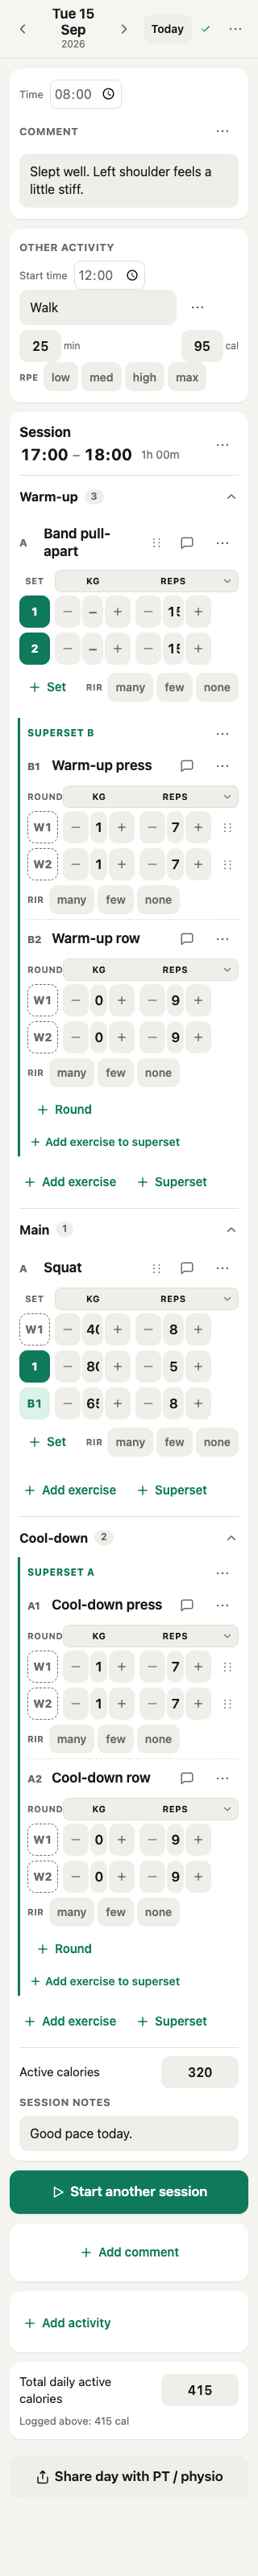 Tue 15
Sep
2026
Today
Time 08:00
COMMENT
Slept well. Left shoulder feels a
little stiff.
OTHER ACTIVITY
Start time 12:00
Walk
25 min 95 cal
RPE low med high max
Session
17:00 – 18:00 1h 00m
Warm-up 3
A Band pull-
apart
SET KG REPS
1 − – + − +
2 − – + − +
+ Set RIR many few none
SUPERSET B
B1 Warm-up press
ROUND KG REPS
W1 − 1 + − 7 +
W2 − 1 + − 7 +
RIR many few none
B2 Warm-up row
ROUND KG REPS
W1 − 0 + − 9 +
W2 − 0 + − 9 +
RIR many few none
+ Round
+ Add exercise to superset
+ Add exercise + Superset
Main 1
A Squat
SET KG REPS
W1 − + − 8 +
1 − + − 5 +
B1 − + − 8 +
+ Set RIR many few none
+ Add exercise + Superset
Cool-down 2
SUPERSET A
A1 Cool-down press
ROUND KG REPS
W1 − 1 + − 7 +
W2 − 1 + − 7 +
RIR many few none
A2 Cool-down row
ROUND KG REPS
W1 − 0 + − 9 +
W2 − 0 + − 9 +
RIR many few none
+ Round
+ Add exercise to superset
+ Add exercise + Superset
Active calories 320
SESSION NOTES
Good pace today.
Start another session
+ Add comment
+ Add activity
Total daily active
calories
415
Logged above: 415 cal
Share day with PT / physio